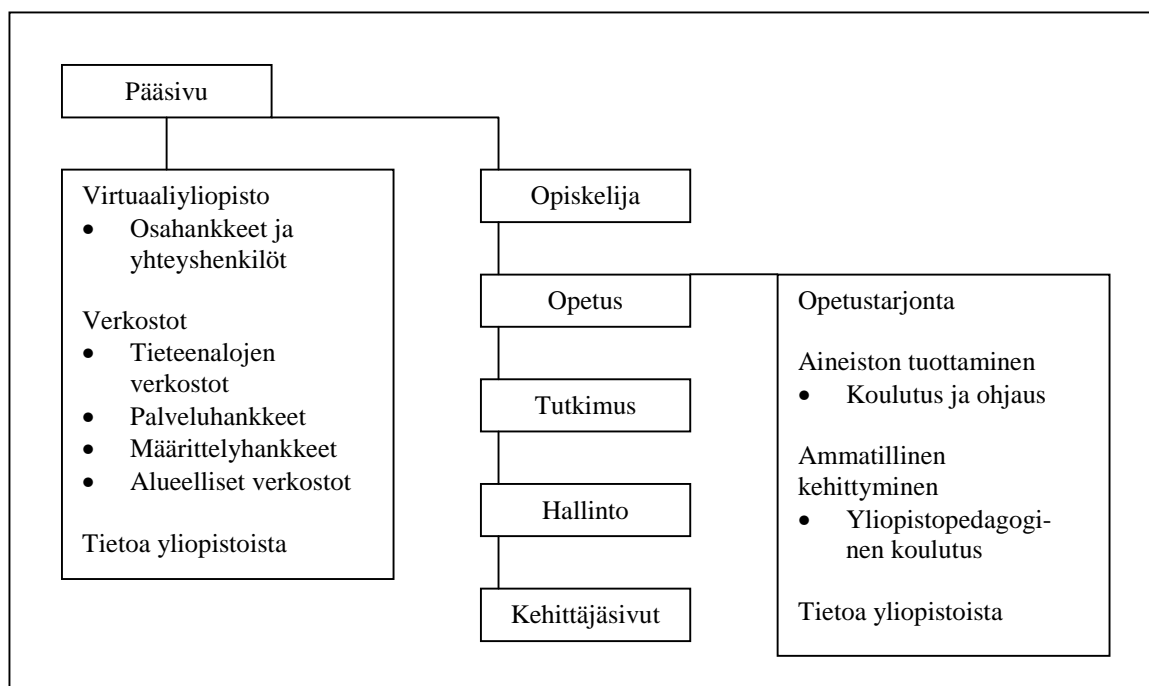 Pääsivu
Virtuaaliyliopisto
• Osahankkeet ja
yhteyshenkilöt
Verkostot
• Tieteenalojen
verkostot
• Palveluhankkeet
• Määrittelyhankkeet
• Alueelliset verkostot
Tietoa yliopistoista
Opiskelija
Opetus
Tutkimus
Hallinto
Kehittäjäsivut
Opetustarjonta
Aineiston tuottaminen
• Koulutus ja ohjaus
Ammatillinen
kehittyminen
• Yliopistopedagogi-
nen koulutus
Tietoa yliopistoista